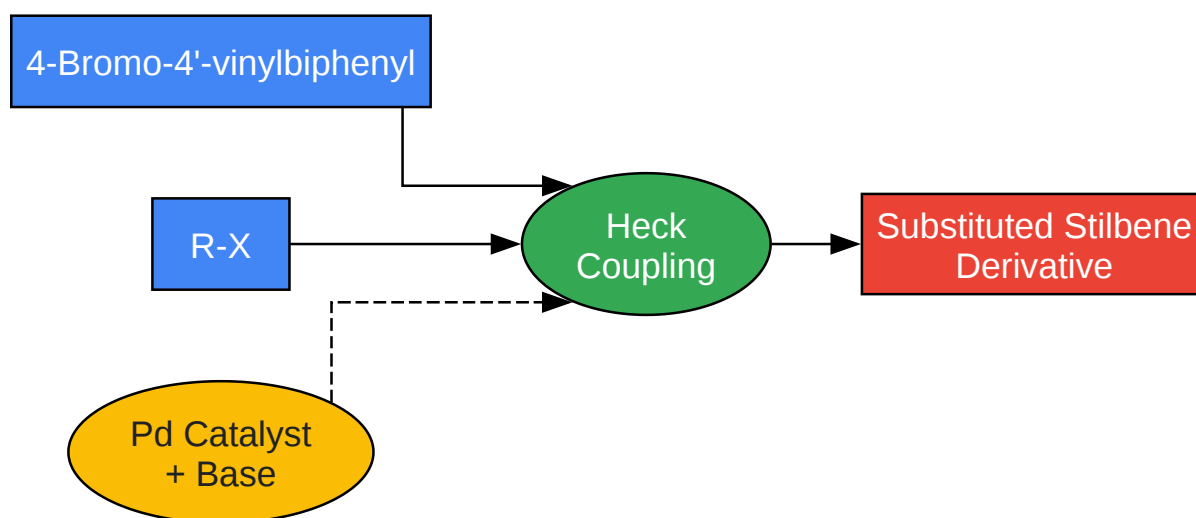 4-Bromo-4'-vinylbiphenyl
R-X
Heck
Coupling
Substituted Stilbene
Derivative
Pd Catalyst
+ Base